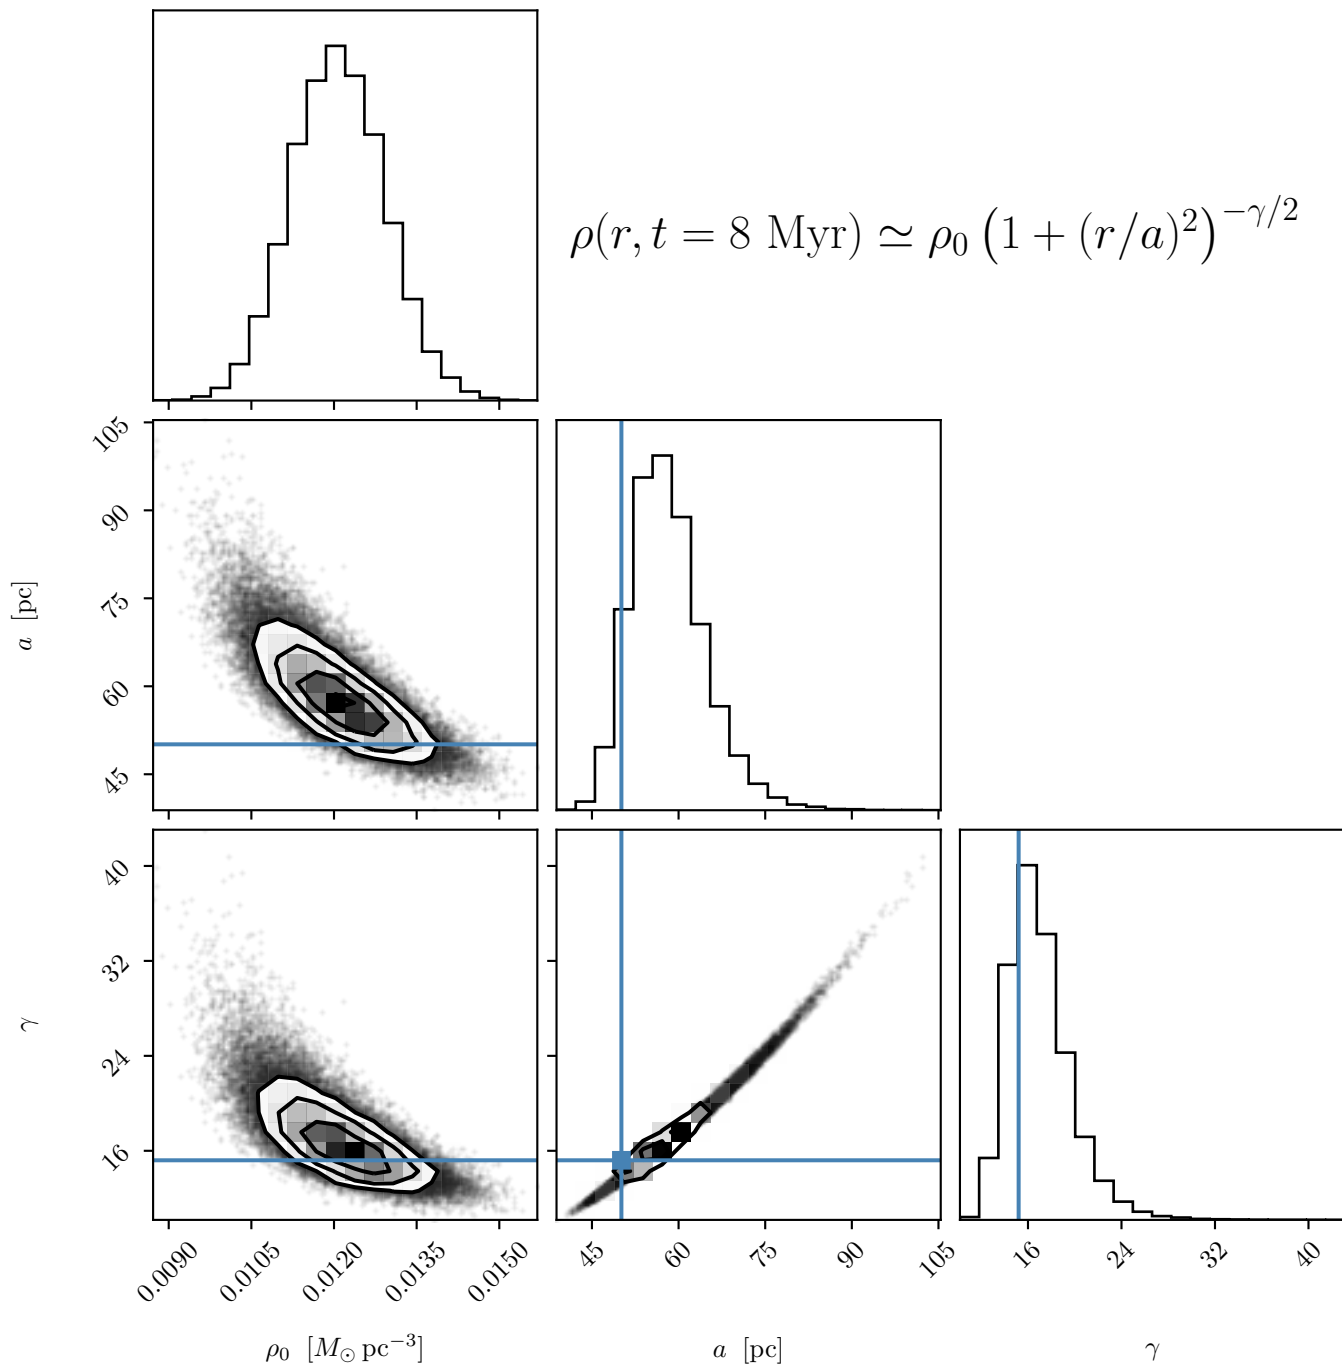 ρ(r, t = 8 Myr) ≃ ρ₀ (1 + (r/a)²)^{−γ/2}
105
90
75
60
45
a [pc]
40
32
24
16
γ
0.0090 0.0105 0.0120 0.0135 0.0150
45 60 75 90 105
16 24 32 40
ρ₀ [M⊙ pc⁻³]
a [pc]
γ